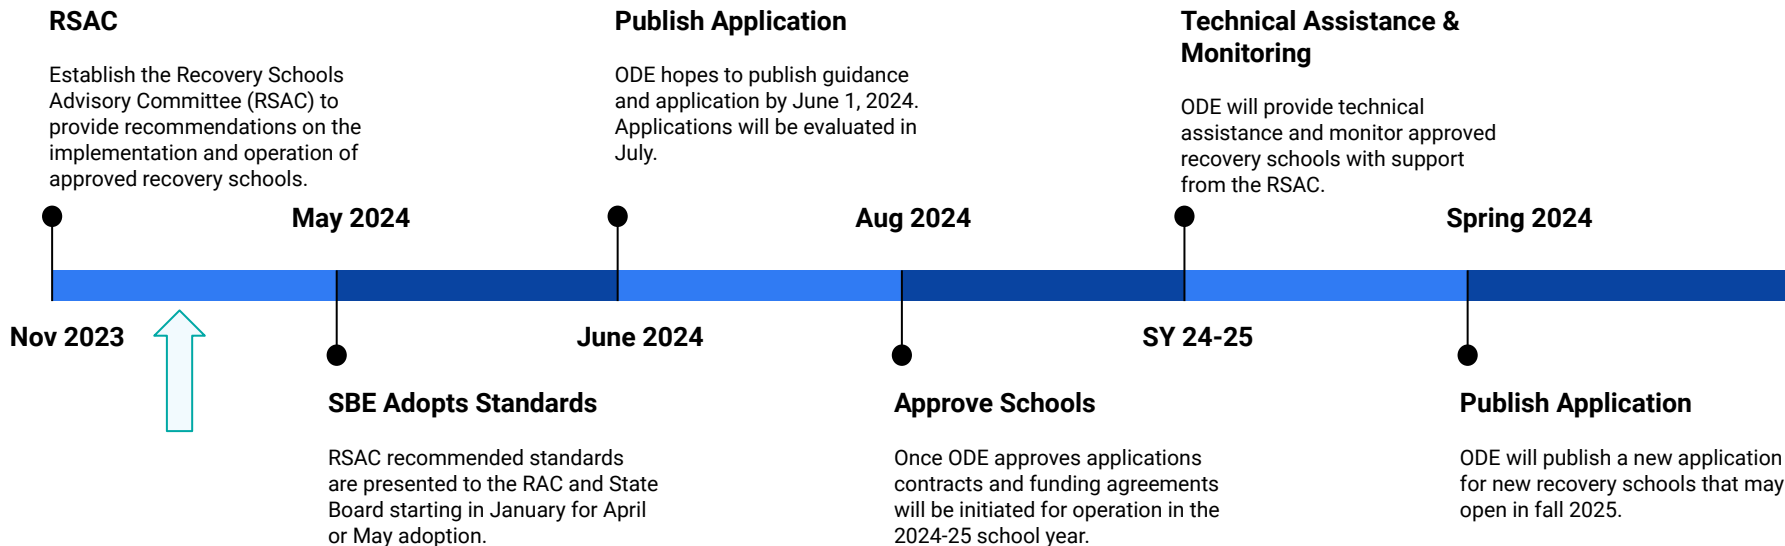 RSAC
Establish the Recovery Schools
Advisory Committee (RSAC) to
provide recommendations on the
implementation and operation of
approved recovery schools.
Publish Application
ODE hopes to publish guidance
and application by June 1, 2024.
Applications will be evaluated in
July.
Technical Assistance &
Monitoring
ODE will provide technical
assistance and monitor approved
recovery schools with support
from the RSAC.
May 2024
Aug 2024
Spring 2024
Nov 2023
June 2024
SY 24-25
SBE Adopts Standards
RSAC recommended standards
are presented to the RAC and State
Board starting in January for April
or May adoption.
Approve Schools
Once ODE approves applications
contracts and funding agreements
will be initiated for operation in the
2024-25 school year.
Publish Application
ODE will publish a new application
for new recovery schools that may
open in fall 2025.